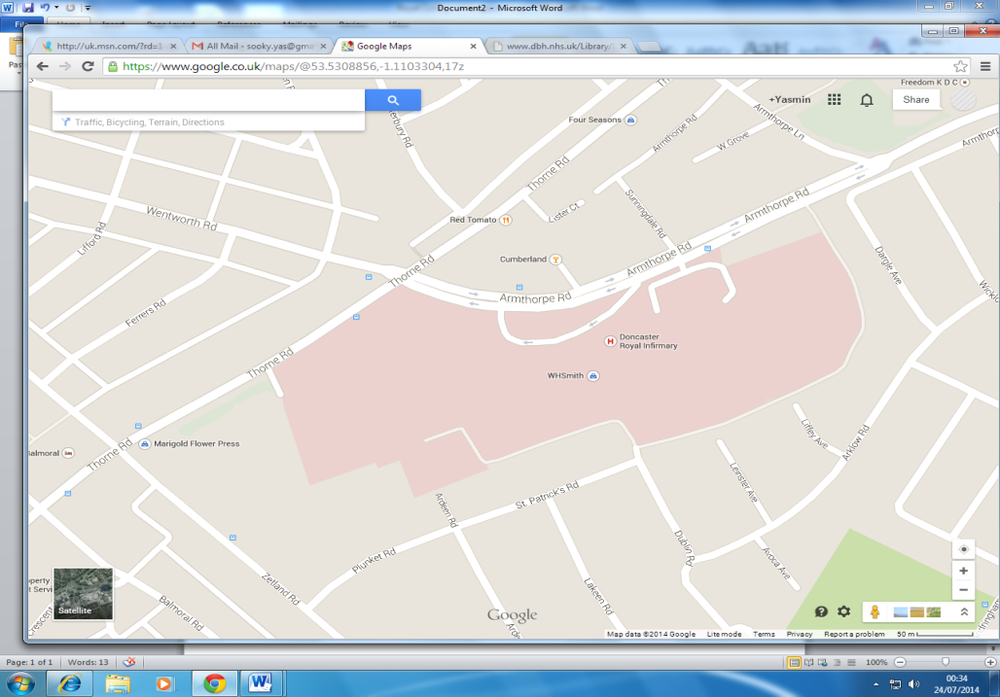 Document2 - Microsoft Word
File
http://uk.msn.com/?rd=1
All Mail - sooky.yas@gma
Google Maps
www.dbh.nhs.uk/Library/
https://www.google.co.uk/maps/@53.5308856,-1.1103304,17z
Freedom K D C
+Yasmin
Share
Traffic, Bicycling, Terrain, Directions
Four Seasons
Armthorpe Rd
W Grove
Armthorpe Ln
Thorne Rd
Lister Ct
Sunningdale Rd
Armthorpe Rd
Wentworth Rd
Lifford Rd
Red Tomato
Cumberland
Armthorpe Rd
Thorne Rd
Dargle Ave
Armthorpe Rd
Ferrers Rd
Doncaster
Royal Infirmary
WHSmith
Thorne Rd
Liffey Ave
Arklow Rd
Marigold Flower Press
Thorne Rd
Leinster Ave
St. Patrick's Rd
Ardeen Rd
Dublin Rd
Avoca Ave
Plunket Rd
Zetland Rd
Lakeen Rd
Balmoral Rd
Satellite
Google
Map data ©2014 Google
Lite mode
Terms
Privacy
Report a problem
50 m
Page: 1 of 1
Words: 13
100%
00:34
24/07/2014